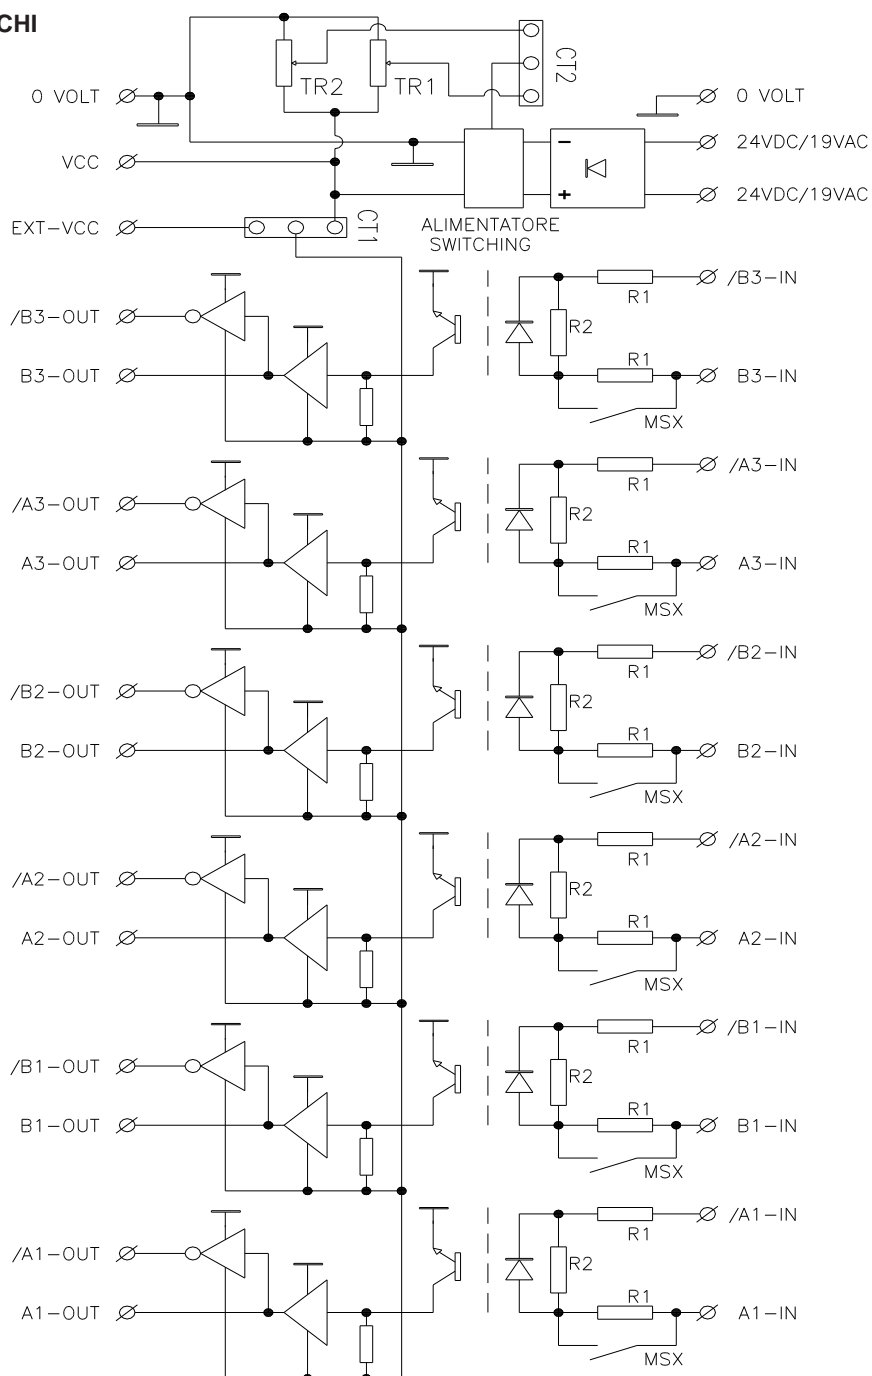 CHI
CT2
TR2 TR1
0 VOLT
0 VOLT
24VDC/19VAC
VCC
24VDC/19VAC
EXT-VCC
CT1
ALIMENTATORE
SWITCHING
- 
+
/B3-IN
R1
/B3-OUT
R2
R1
B3-OUT
B3-IN
MSX
/A3-IN
R1
/A3-OUT
R2
R1
A3-OUT
A3-IN
MSX
/B2-IN
R1
/B2-OUT
R2
R1
B2-OUT
B2-IN
MSX
/A2-IN
R1
/A2-OUT
R2
R1
A2-OUT
A2-IN
MSX
/B1-IN
R1
/B1-OUT
R2
R1
B1-OUT
B1-IN
MSX
/A1-IN
R1
/A1-OUT
R2
R1
A1-OUT
A1-IN
MSX